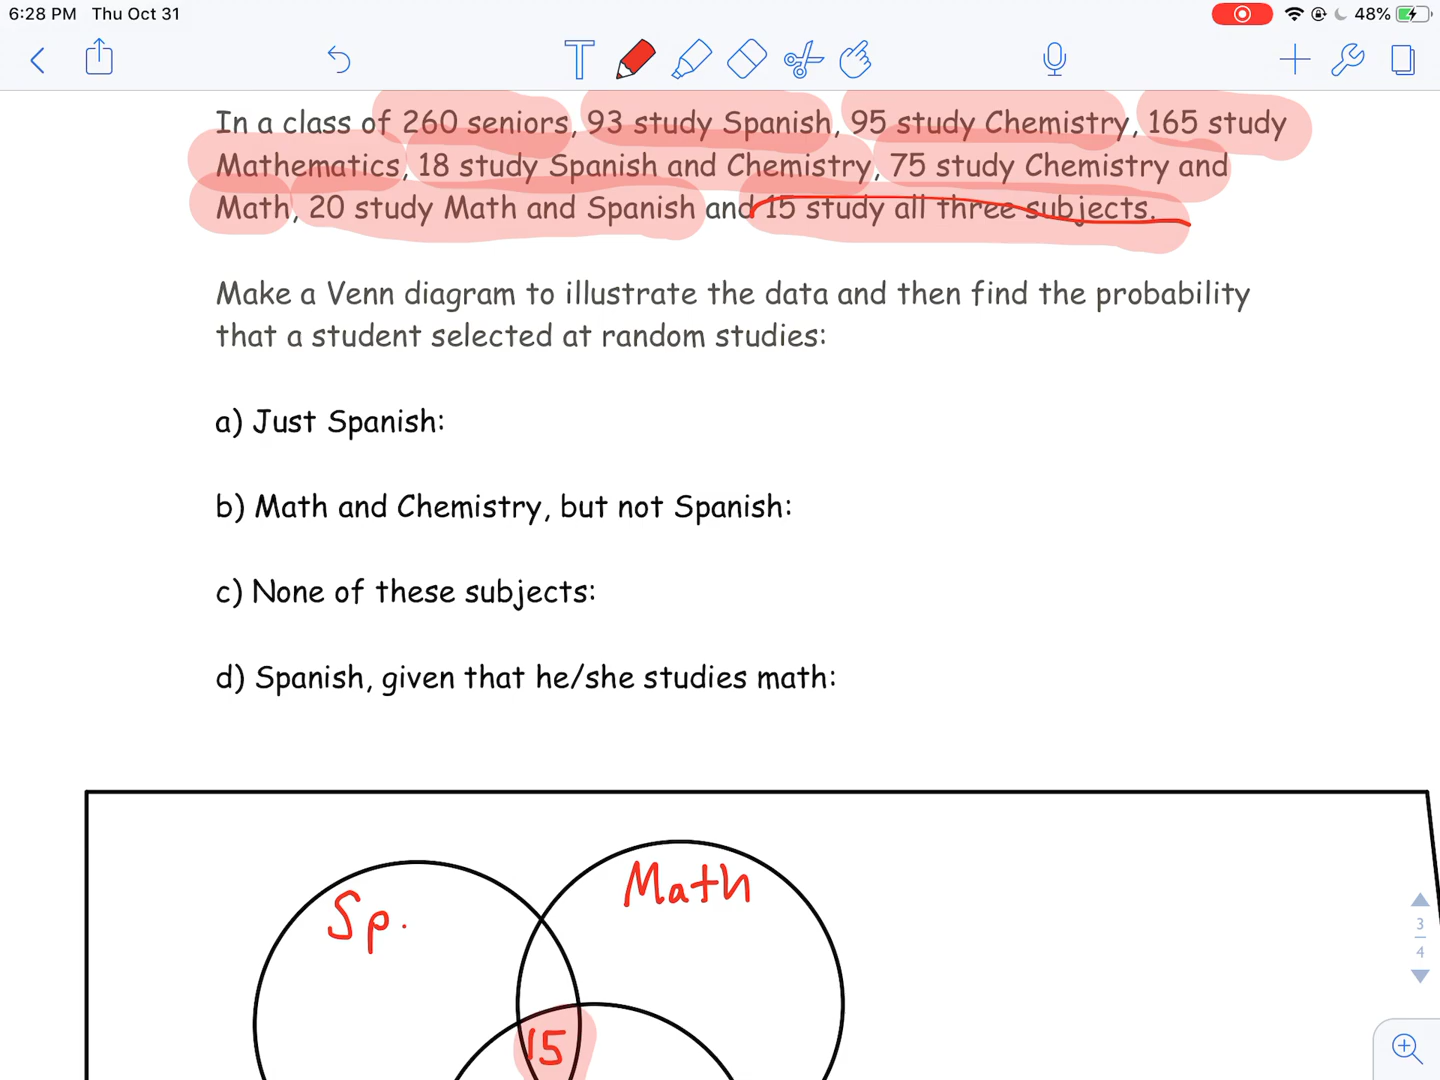 6:28 PM Thu Oct 31
48%
T
In a class of 260 seniors, 93 study Spanish, 95 study Chemistry, 165 study
Mathematics, 18 study Spanish and Chemistry, 75 study Chemistry and
Math, 20 study Math and Spanish and 15 study all three subjects.
Make a Venn diagram to illustrate the data and then find the probability
that a student selected at random studies:
a) Just Spanish:
b) Math and Chemistry, but not Spanish:
c) None of these subjects:
d) Spanish, given that he/she studies math:
Math
Sp.
3
4
15